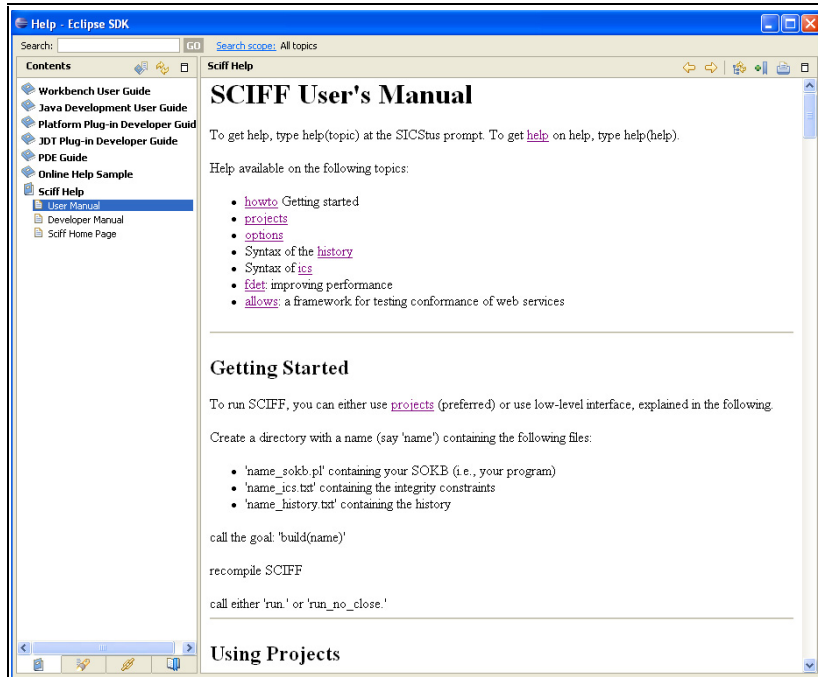 Help - Eclipse SDK
Search: GO Search scope: All topics
Contents
Workbench User Guide
Java Development User Guide
Platform Plug-in Developer Guid
JDT Plug-in Developer Guide
PDE Guide
Online Help Sample
Sciff Help
User Manual
Developer Manual
Sciff Home Page
Sciff Help
SCIFF User's Manual
To get help, type help(topic) at the SICStus prompt. To get help on help, type help(help).
Help available on the following topics:
howto Getting started
projects
options
Syntax of the history
Syntax of ics
fdet: improving performance
allows: a framework for testing conformance of web services
Getting Started
To run SCIFF, you can either use projects (preferred) or use low-level interface, explained in the following.
Create a directory with a name (say 'name') containing the following files:
'name_sokb.pl' containing your SOKB (i.e., your program)
'name_ics.txt' containing the integrity constraints
'name_history.txt' containing the history
call the goal: 'build(name)'
recompile SCIFF
call either 'run.' or 'run_no_close.'
Using Projects